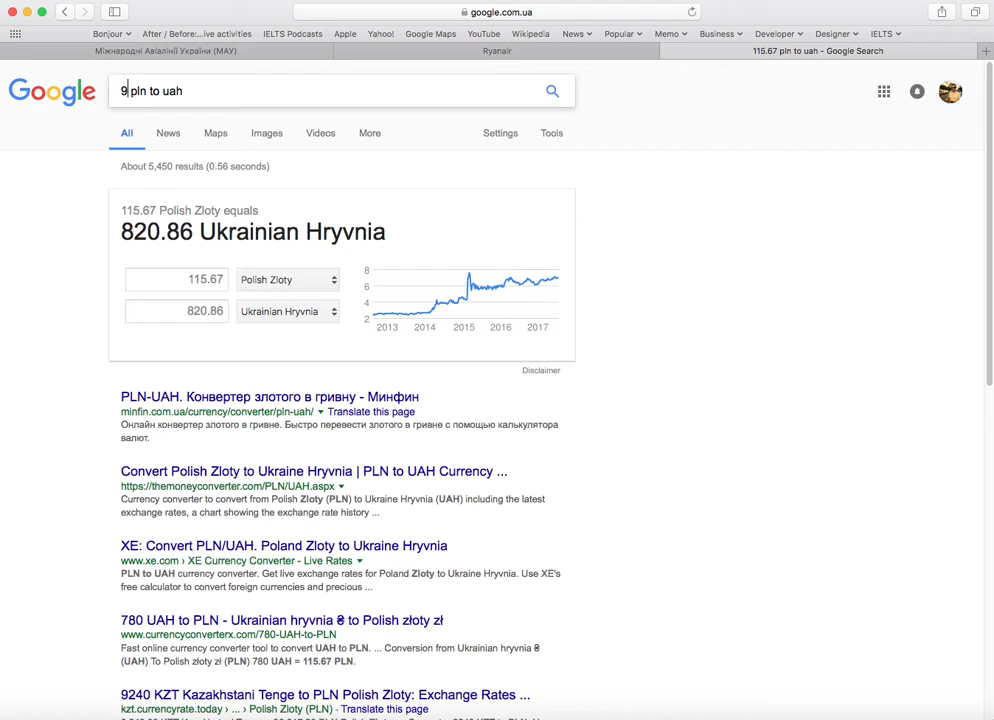 google.com.ua
Bonjour After / Before:...ive activities IELTS Podcasts Apple Yahoo! Google Maps YouTube Wikipedia News Popular Memo Business Developer Designer IELTS
Міжнародні Авіалінії України (МАУ) Ryanair 115.67 pln to uah - Google Search
Google 9 pln to uah
All News Maps Images Videos More Settings Tools
About 5,450 results (0.56 seconds)
115.67 Polish Zloty equals
820.86 Ukrainian Hryvnia
115.67 Polish Zloty
820.86 Ukrainian Hryvnia
8
6
4
2
2013 2014 2015 2016 2017
Disclaimer
PLN-UAH. Конвертер злотого в гривну - Минфин
minfin.com.ua/currency/converter/pln-uah/ Translate this page
Онлайн конвертер злотого в гривне. Быстро перевести злотого в гривне с помощью калькулятора
валют.
Convert Polish Zloty to Ukraine Hryvnia | PLN to UAH Currency ...
https://themoneyconverter.com/PLN/UAH.aspx
Currency converter to convert from Polish Zloty (PLN) to Ukraine Hryvnia (UAH) including the latest
exchange rates, a chart showing the exchange rate history ...
XE: Convert PLN/UAH. Poland Zloty to Ukraine Hryvnia
www.xe.com › XE Currency Converter - Live Rates
PLN to UAH currency converter. Get live exchange rates for Poland Zloty to Ukraine Hryvnia. Use XE's
free calculator to convert foreign currencies and precious ...
780 UAH to PLN - Ukrainian hryvnia ₴ to Polish złoty zł
www.currencyconverterx.com/780-UAH-to-PLN
Fast online currency converter tool to convert UAH to PLN. ... Conversion from Ukrainian hryvnia ₴
(UAH) To Polish złoty zł (PLN) 780 UAH = 115.67 PLN.
9240 KZT Kazakhstani Tenge to PLN Polish Zloty: Exchange Rates ...
kzt.currencyrate.today › ... › Polish Zloty (PLN) - Translate this page